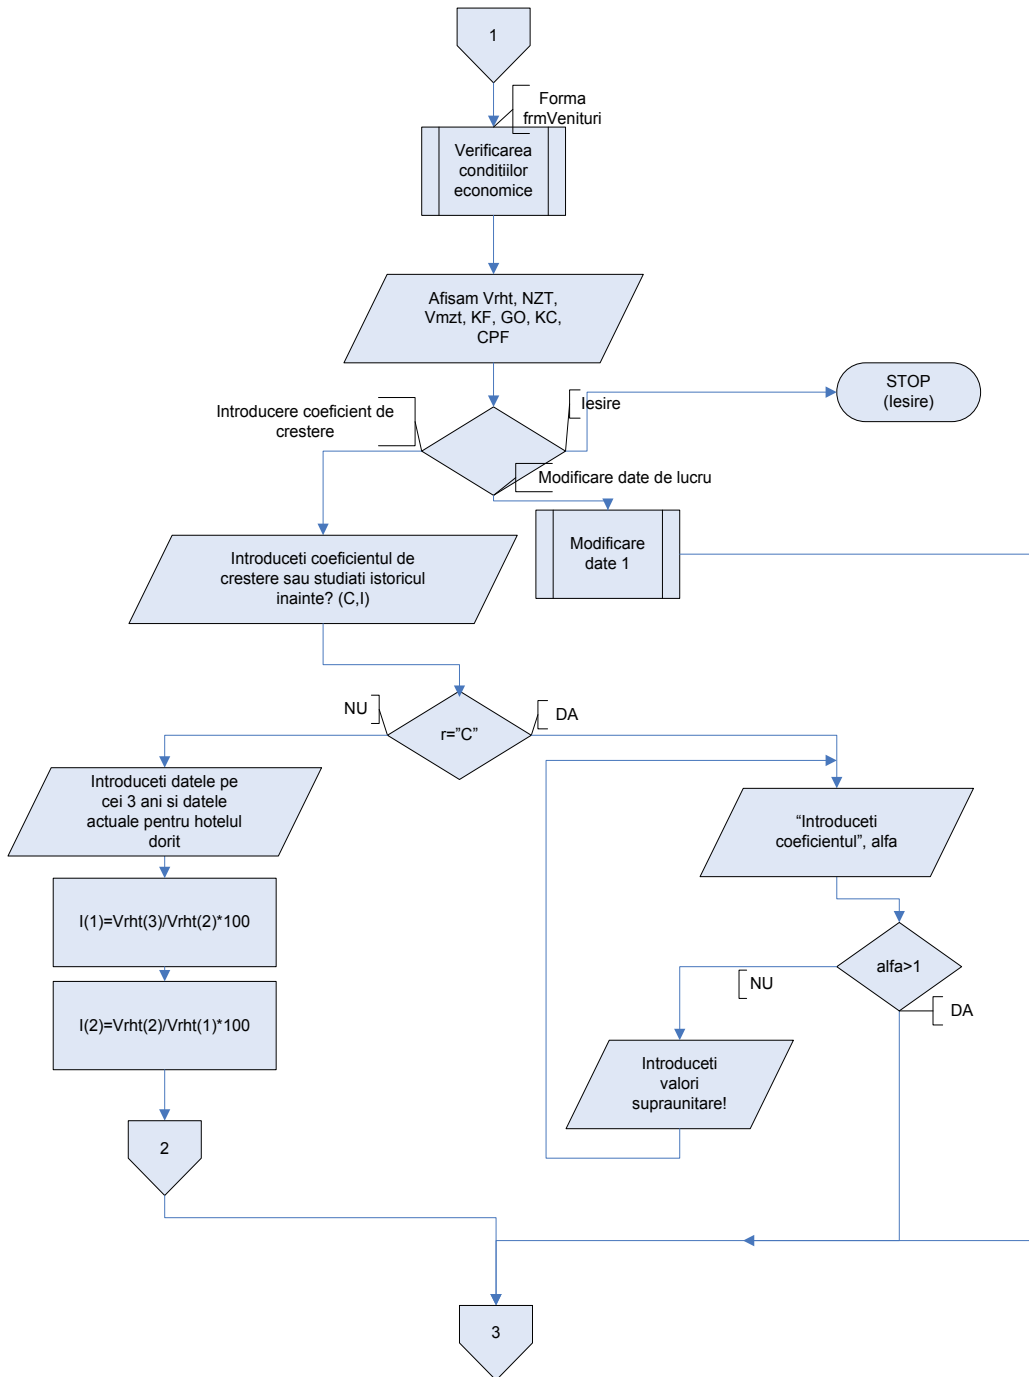 1
Forma
frmVenituri
Verificarea
conditiilor
economice
Afisam Vrht, NZT,
Vmzt, KF, GO, KC,
CPF
Introducere coeficient de
crestere
Iesire
STOP
(Iesire)
Modificare date de lucru
Introduceti coeficientul de
crestere sau studiati istoricul
inainte? (C,I)
Modificare
date 1
NU
r=”C”
DA
Introduceti datele pe
cei 3 ani si datele
actuale pentru hotelul
dorit
“Introduceti
coeficientul”, alfa
I(1)=Vrht(3)/Vrht(2)*100
alfa>1
NU
DA
I(2)=Vrht(2)/Vrht(1)*100
Introduceti
valori
supraunitare!
2
3